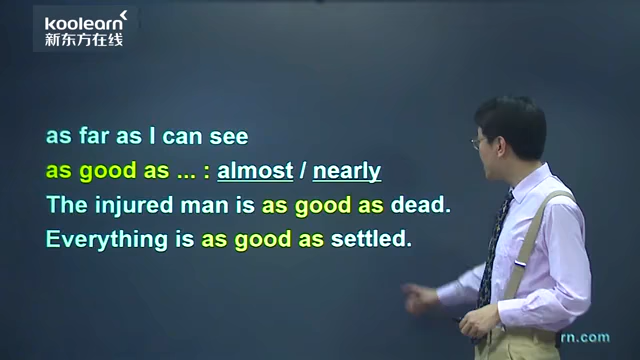 koolearn
新东方在线
as far as I can see
as good as ... : almost / nearly
The injured man is as good as dead.
Everything is as good as settled.
rn.com